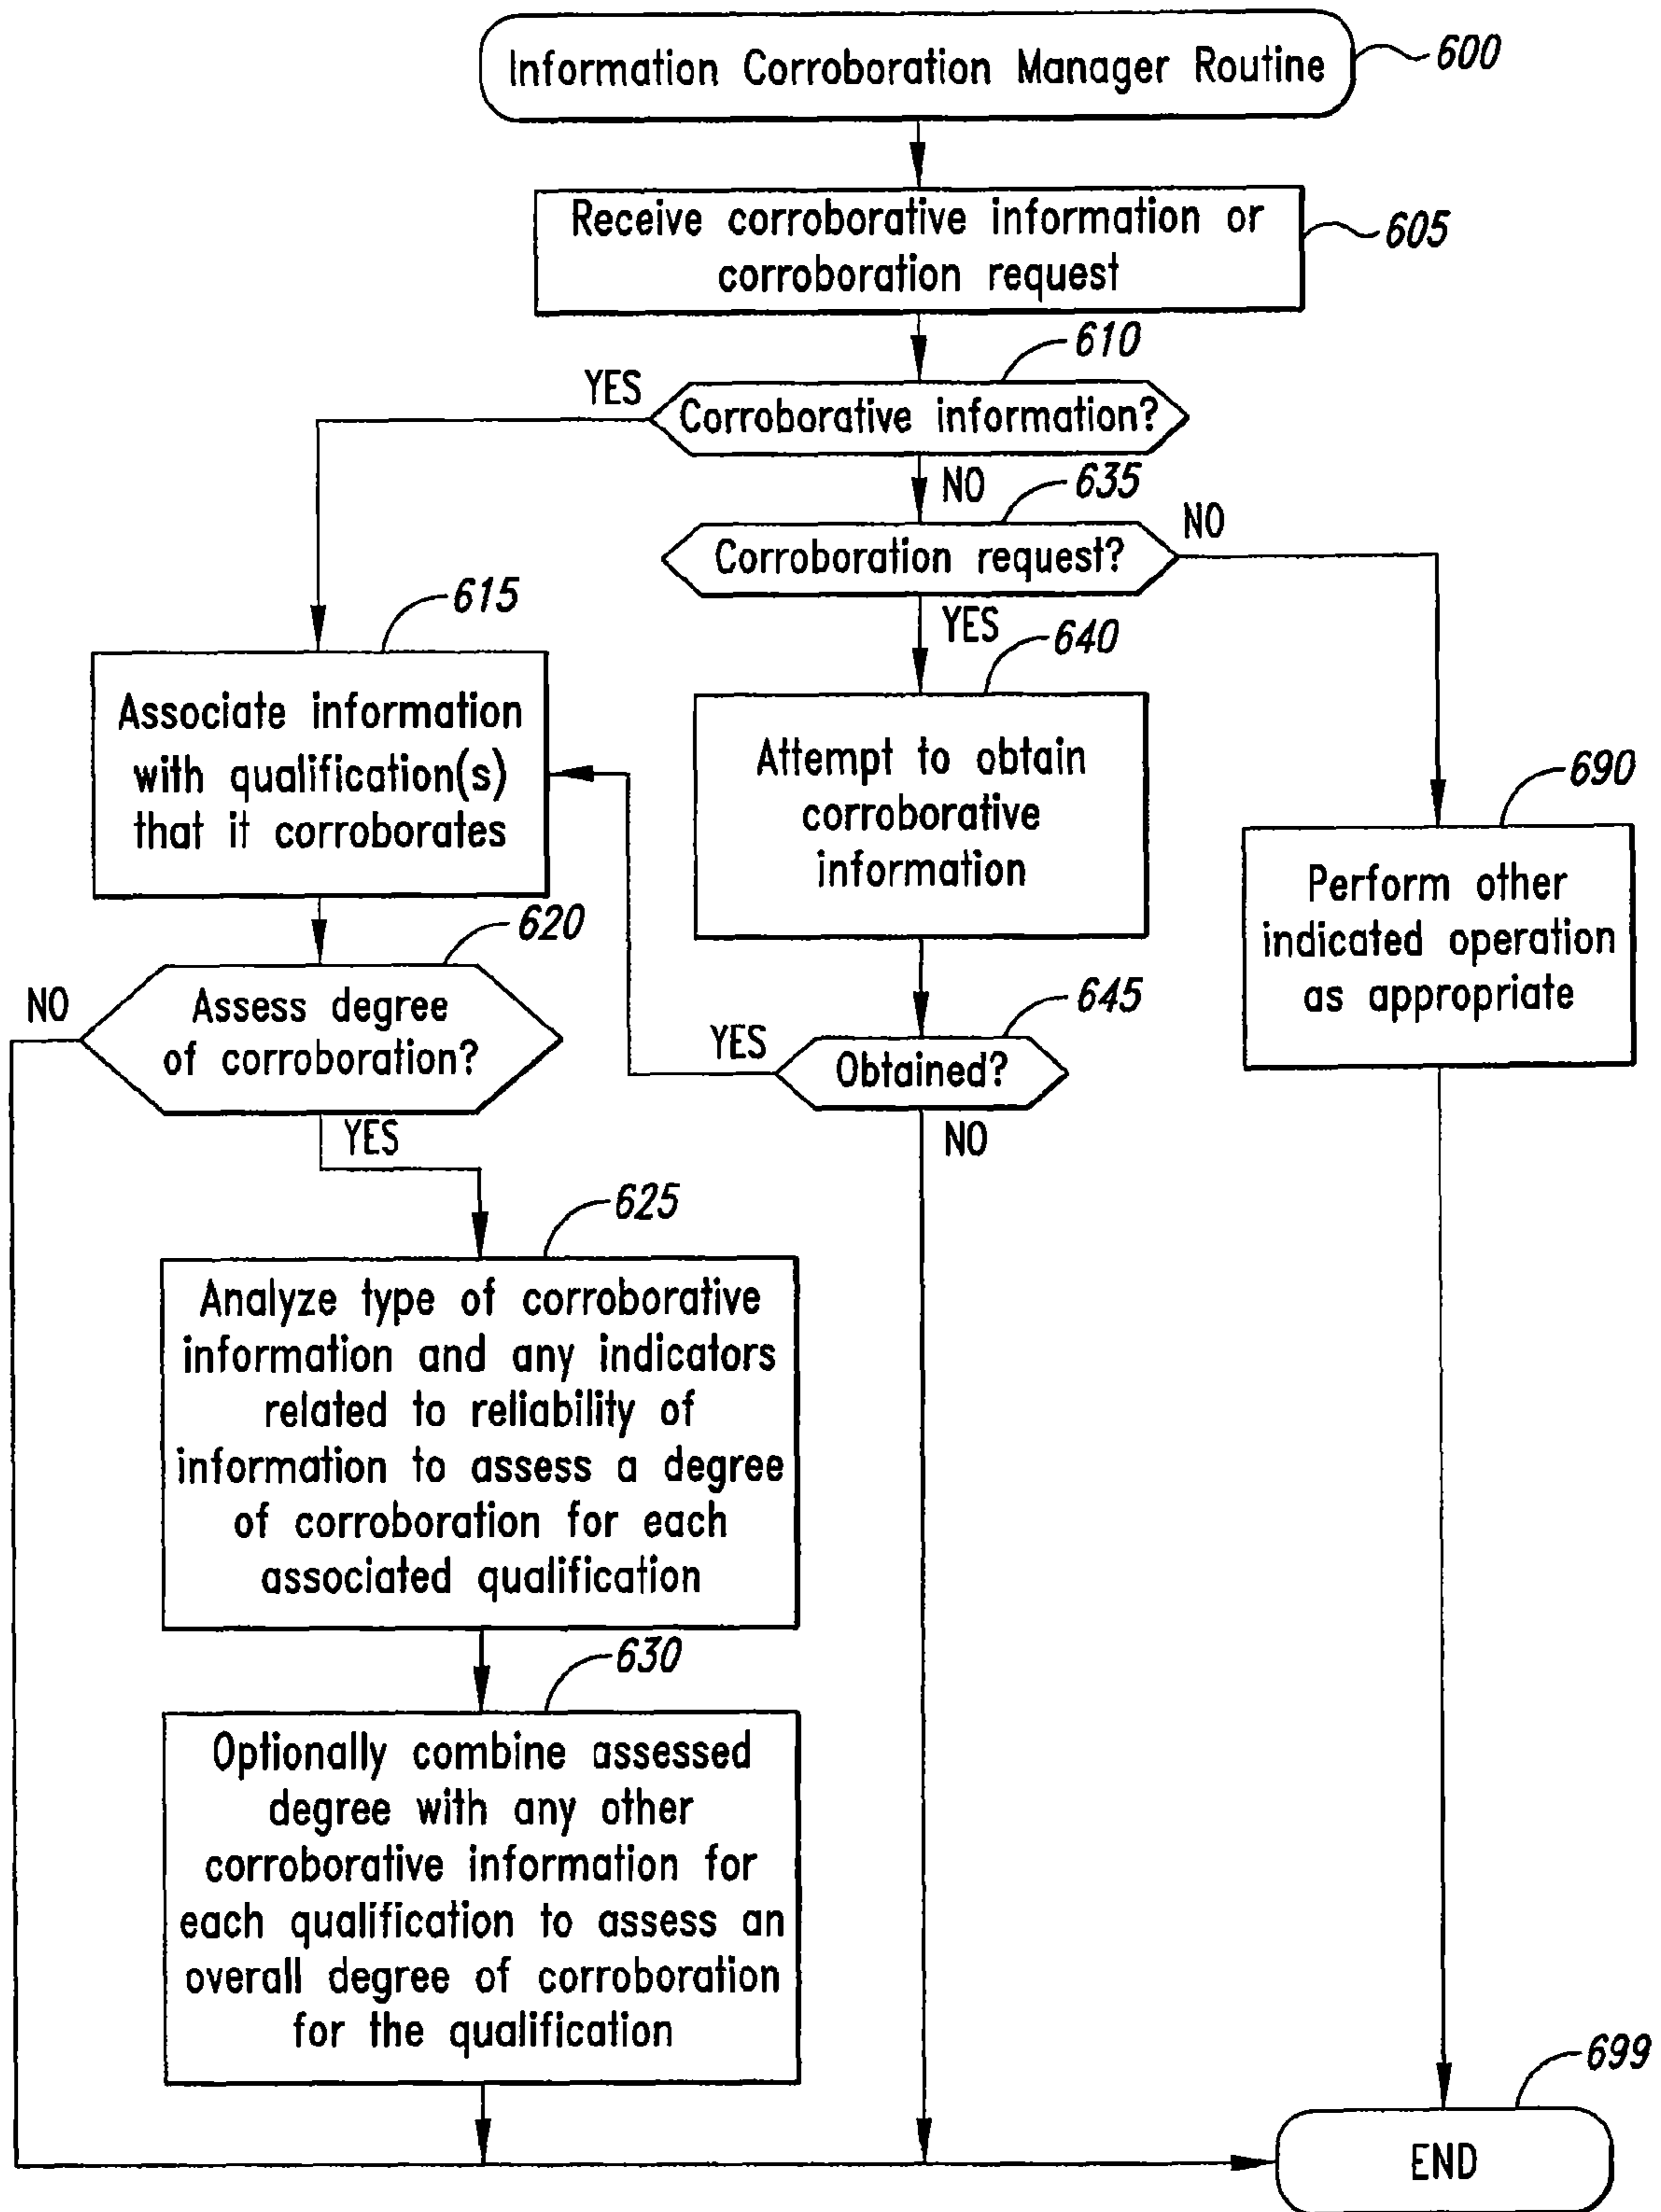 Information Corroboration Manager Routine
600
Receive corroborative information or
corroboration request
605
610
YES
Corroborative information?
NO
635
NO
Corroboration request?
615
YES
640
Associate information
with qualification(s)
that it corroborates
Attempt to obtain
corroborative
information
690
Perform other
indicated operation
as appropriate
620
NO
Assess degree
of corroboration?
645
YES
Obtained?
YES
NO
625
Analyze type of corroborative
information and any indicators
related to reliability of
information to assess a degree
of corroboration for each
associated qualification
630
Optionally combine assessed
degree with any other
corroborative information for
each qualification to assess an
overall degree of corroboration
for the qualification
699
END